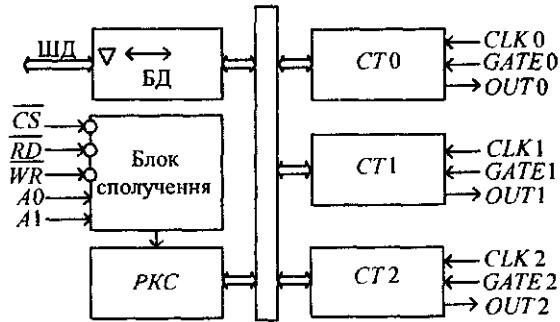 ШД
БД
CS
RD
WR
A0
A1
Блок
сполучення
РКС
CT0
CLK0
GATE0
OUT0
CT1
CLK1
GATE1
OUT1
CT2
CLK2
GATE2
OUT2